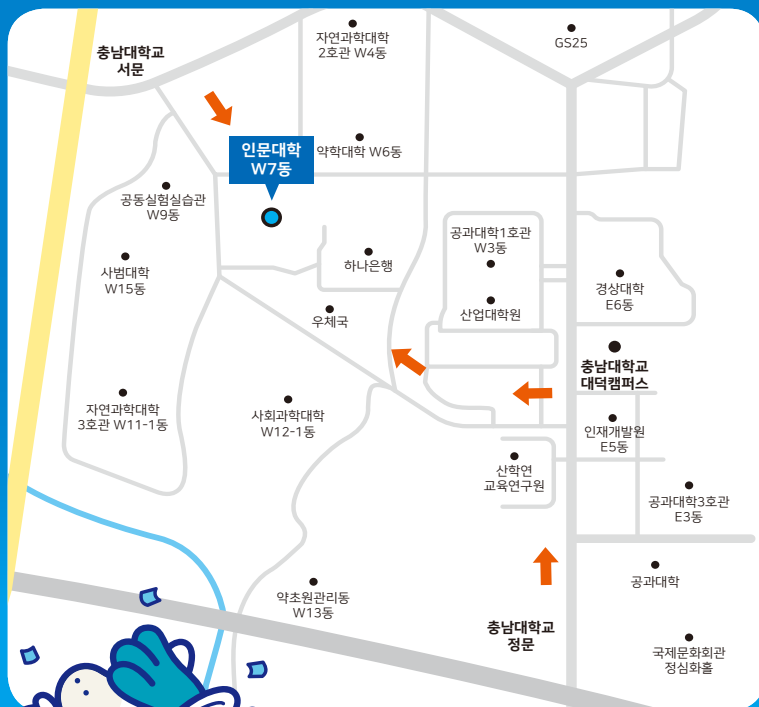 자연과학대학
2호관 W4동
GS25
충남대학교
서문
인문대학
W7동
약학대학 W6동
공동실험실습관
W9동
공과대학1호관
W3동
하나은행
사범대학
W15동
경상대학
E6동
우체국
산업대학원
충남대학교
대덕캠퍼스
자연과학대학
3호관 W11-1동
사회과학대학
W12-1동
인재개발원
E5동
산학연
교육연구원
공과대학3호관
E3동
공과대학
약초원관리동
W13동
충남대학교
정문
국제문화회관
정심화홀